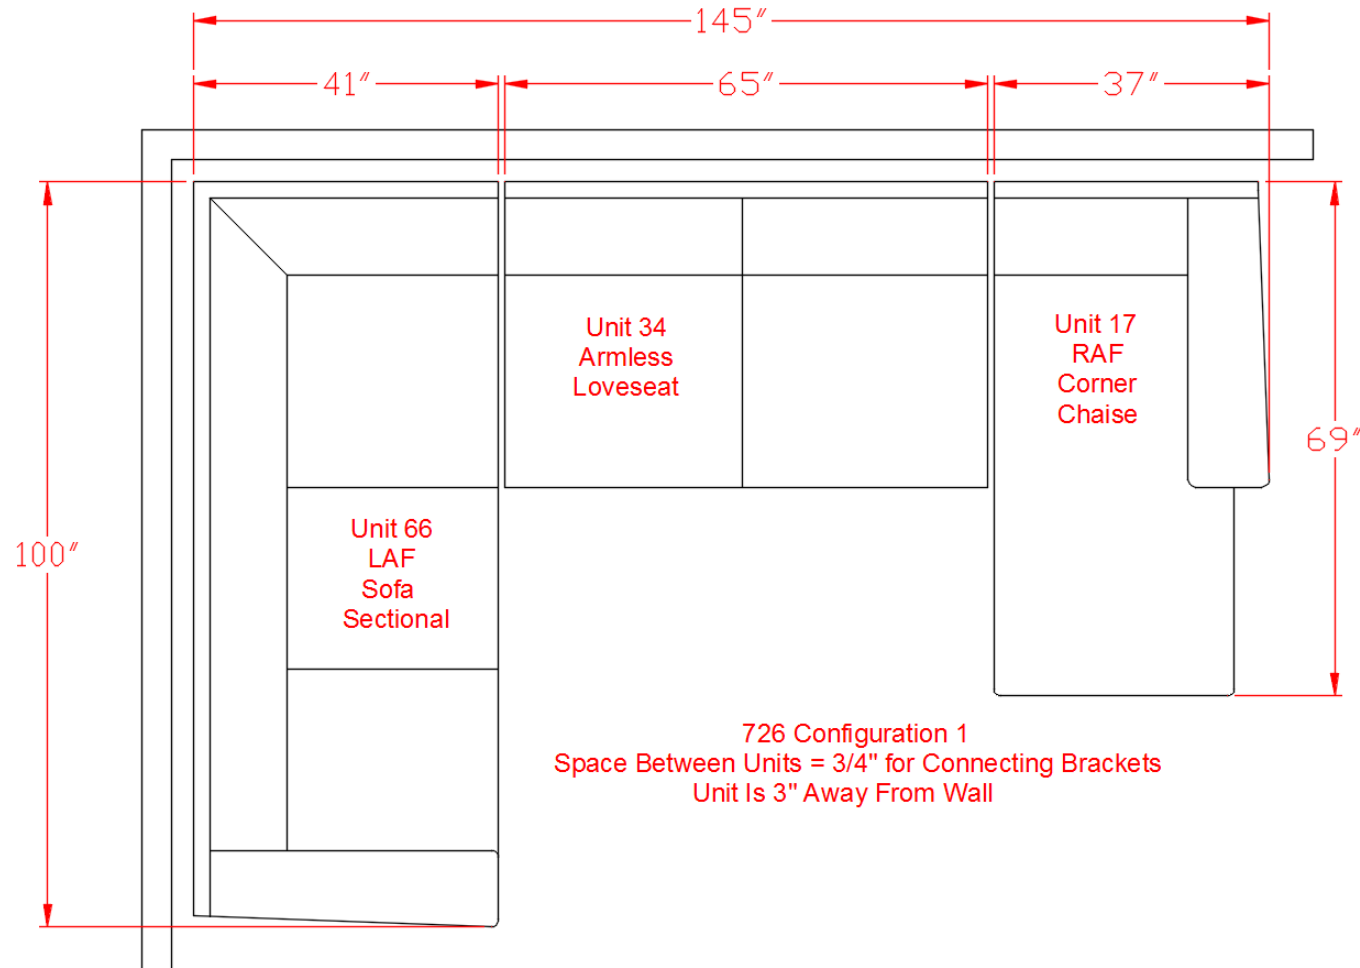 145"
41"
65"
37"
Unit 34
Armless
Loveseat
Unit 17
RAF
Corner
Chaise
69"
100"
Unit 66
LAF
Sofa
Sectional
726 Configuration 1
Space Between Units = 3/4" for Connecting Brackets
Unit Is 3" Away From Wall